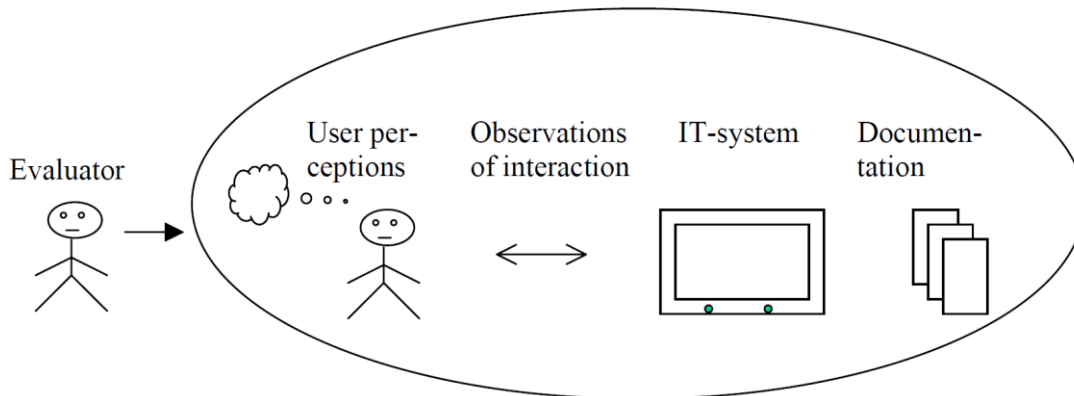 Evaluator
User per-
ceptions
Observations
of interaction
IT-system
Documen-
tation